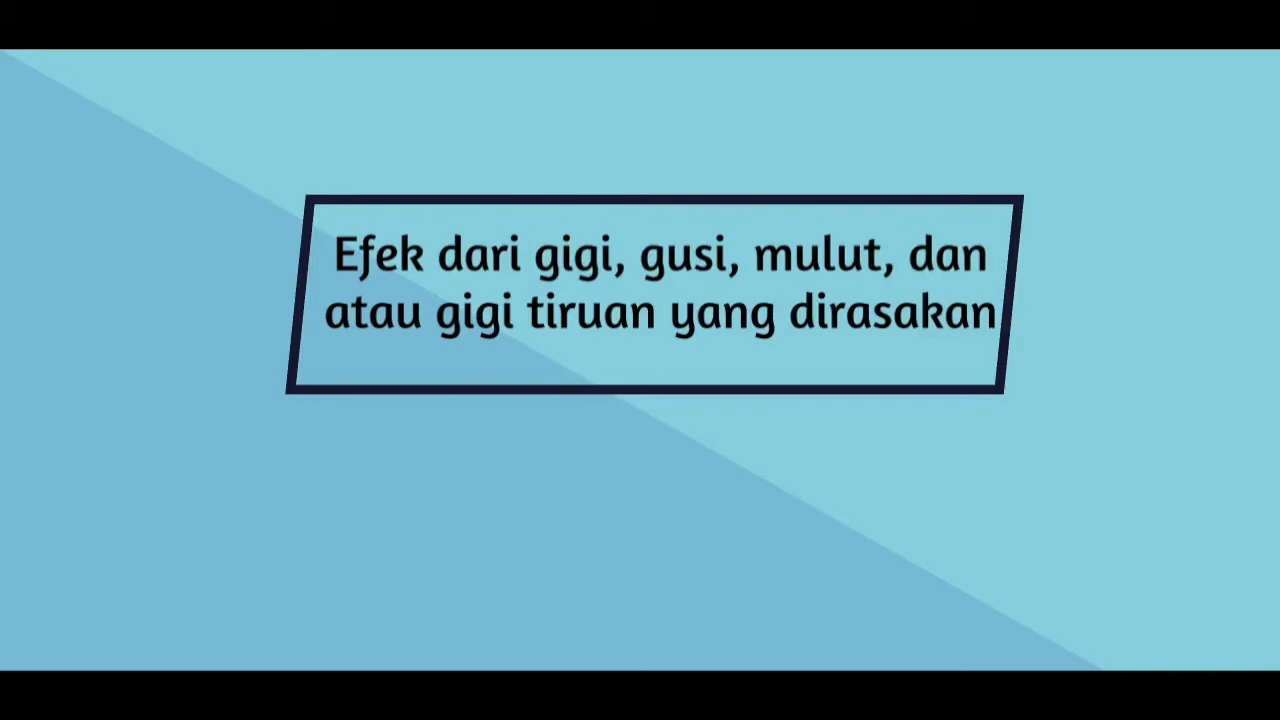 Efek dari gigi, gusi, mulut, dan
atau gigi tiruan yang dirasakan